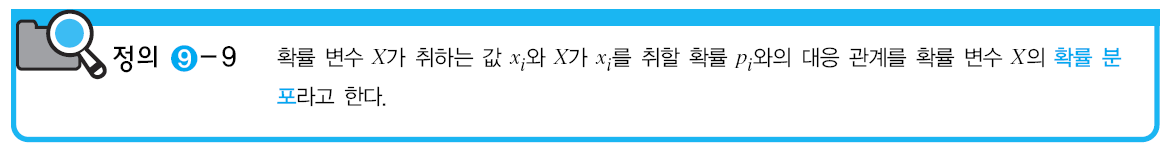 정의 9-9 확률 변수 X가 취하는 값 xᵢ와 X가 xᵢ를 취할 확률 pᵢ와의 대응 관계를 확률 변수 X의 확률 분
포라고 한다.